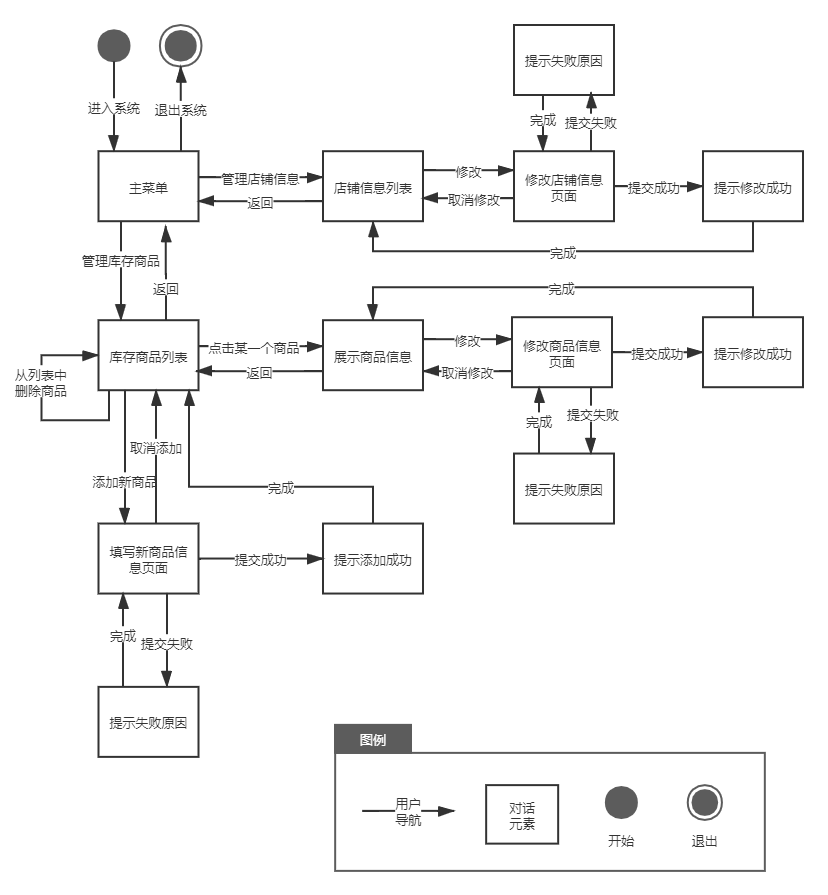 提示失败原因
进入系统
退出系统
完成
提交失败
主菜单
管理店铺信息
返回
店铺信息列表
修改
取消修改
修改店铺信息
页面
提交成功
提示修改成功
完成
管理库存商品
返回
完成
库存商品列表
点击某一个商品
返回
展示商品信息
修改
取消修改
修改商品信息
页面
提交成功
提示修改成功
从列表中
删除商品
完成
提交失败
取消添加
添加新商品
完成
提示失败原因
填写新商品信
息页面
提交成功
提示添加成功
完成
提交失败
提示失败原因
图例
用户
导航
对话
元素
开始
退出